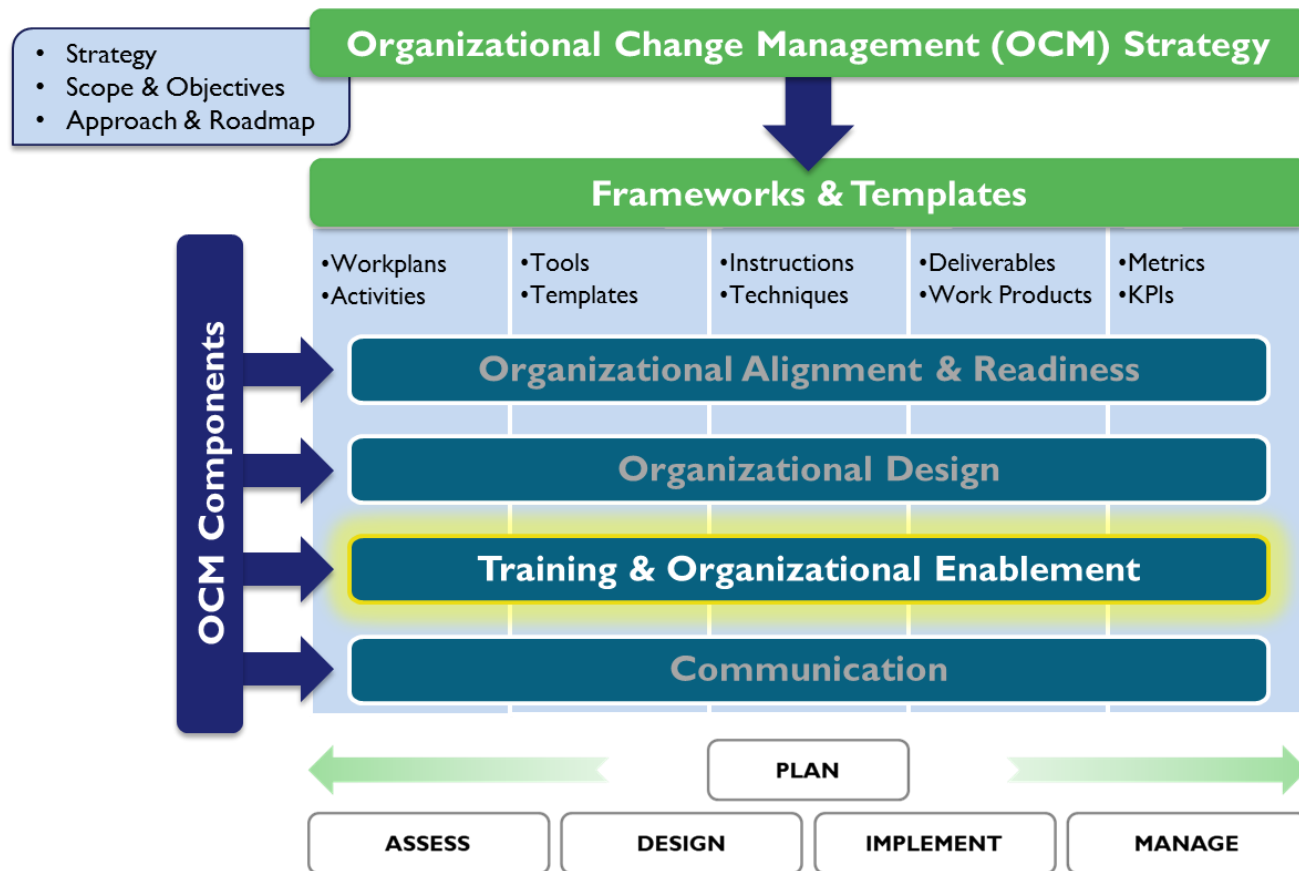 Organizational Change Management (OCM) Strategy
• Strategy
• Scope & Objectives
• Approach & Roadmap
Frameworks & Templates
•Workplans
•Activities
•Tools
•Templates
•Instructions
•Techniques
•Deliverables
•Work Products
•Metrics
•KPIs
OCM Components
Organizational Alignment & Readiness
Organizational Design
Training & Organizational Enablement
Communication
PLAN
ASSESS
DESIGN
IMPLEMENT
MANAGE